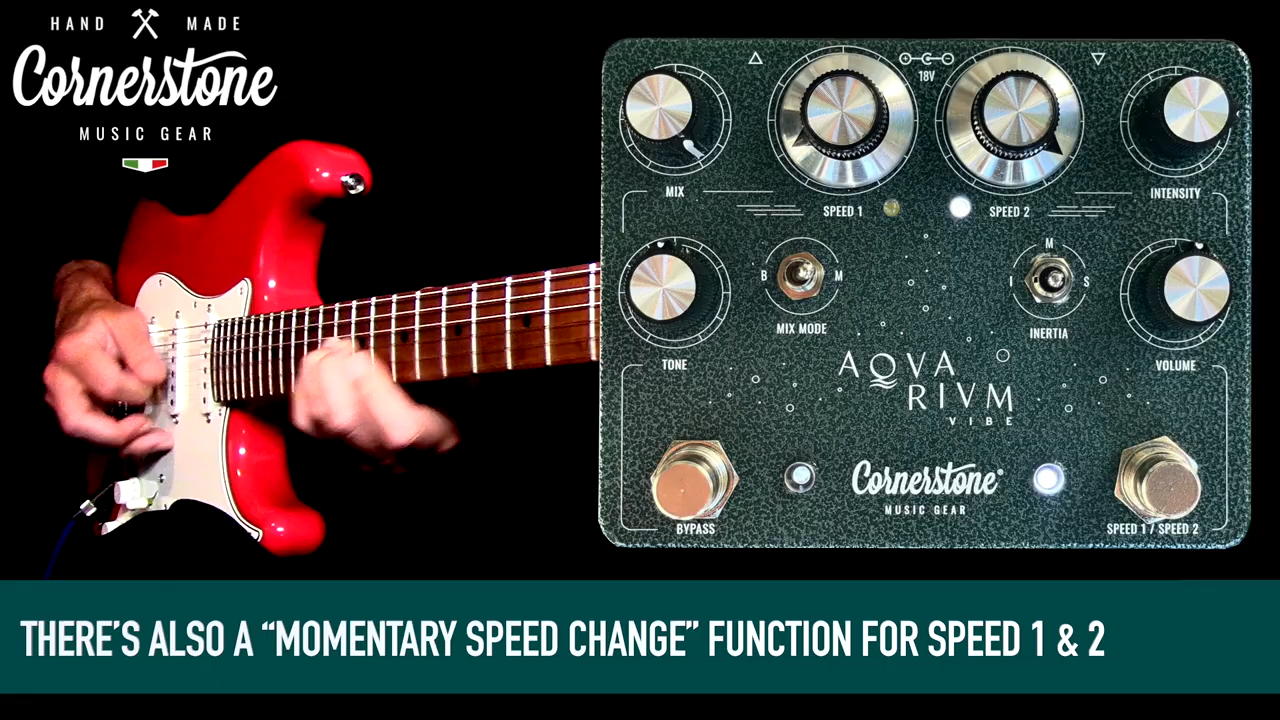 HAND MADE
Cornerstone
MUSIC GEAR
18V
MIX
SPEED 1
SPEED 2
INTENSITY
B M
MIX MODE
M
I S
INERTIA
TONE
VOLUME
AQVA
RIVM
VIBE
Cornerstone®
MUSIC GEAR
BYPASS
SPEED 1 / SPEED 2
THERE'S ALSO A “MOMENTARY SPEED CHANGE” FUNCTION FOR SPEED 1 & 2